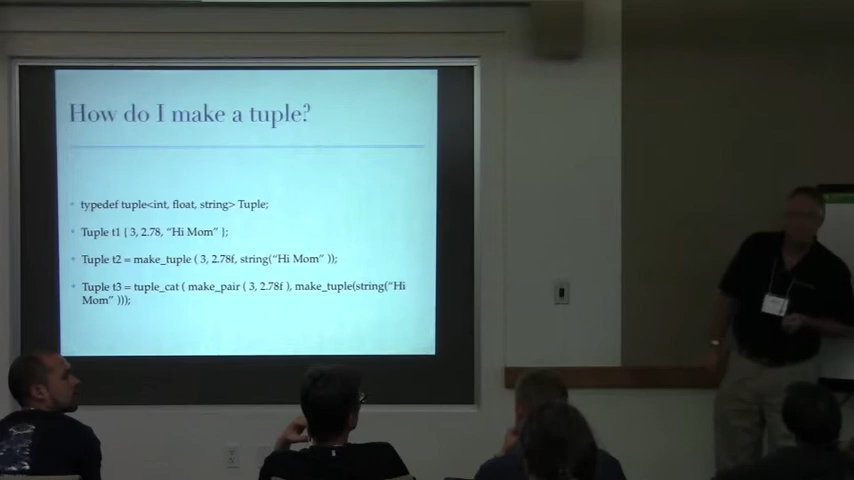 How do I make a tuple?
typedef tuple<int, float, string> Tuple;
Tuple t1 { 3, 2.78, “Hi Mom” };
Tuple t2 = make_tuple ( 3, 2.78f, string(“Hi Mom” ));
Tuple t3 = tuple_cat ( make_pair ( 3, 2.78f ), make_tuple(string(“Hi
Mom” )));